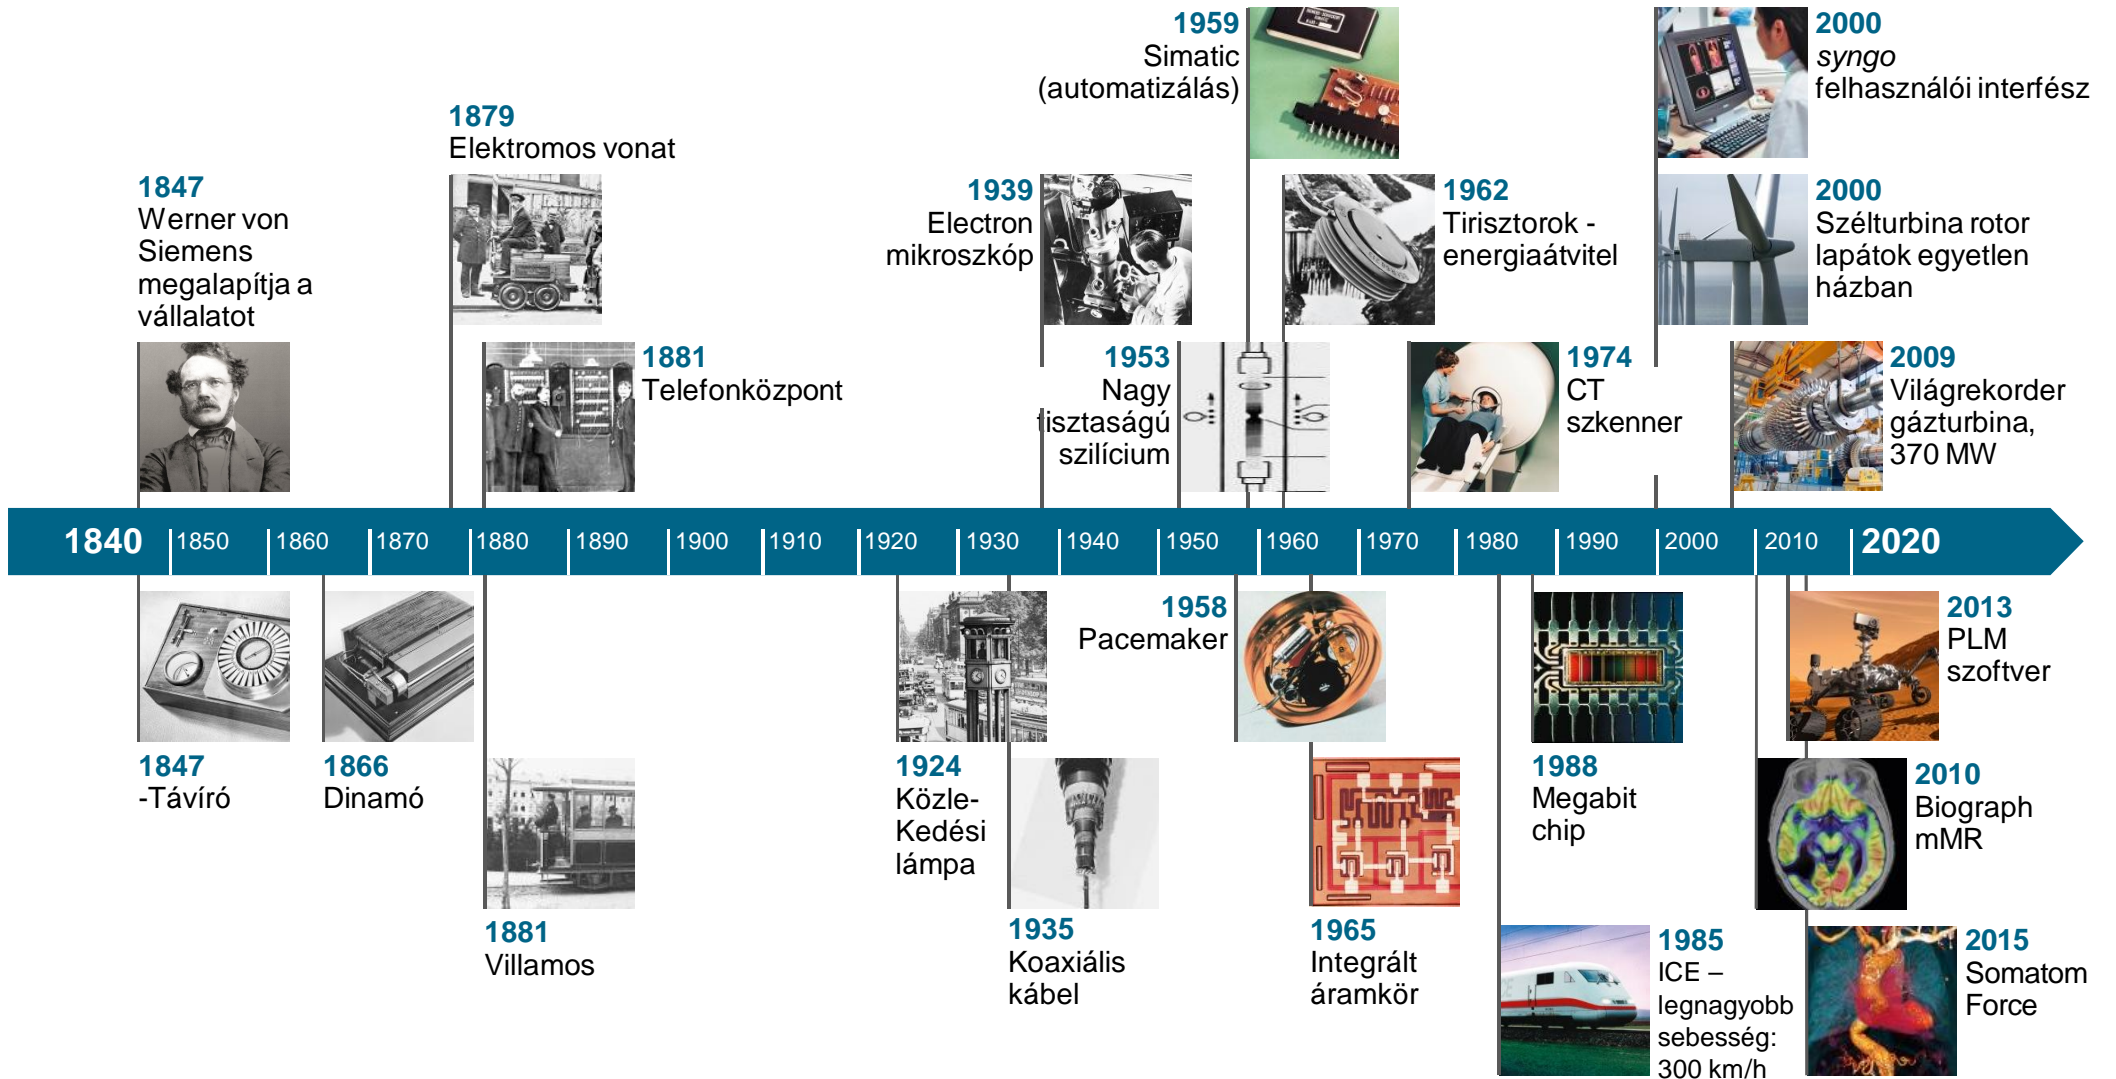 1847
Werner von
Siemens
megalapítja a
vállalatot
1879
Elektromos vonat
1881
Telefonközpont
1939
Electron
mikroszkóp
1953
Nagy
tisztaságú
szilícium
1959
Simatic
(automatizálás)
1962
Tirisztorok -
energiaátvitel
1974
CT
szkenner
2000
syngo
felhasználói interfész
2000
Szélturbina rotor
lapátok egyetlen
házban
2009
Világrekorder
gázturbina,
370 MW
1840 1850 1860 1870 1880 1890 1900 1910 1920 1930 1940 1950 1960 1970 1980 1990 2000 2010 2020
1847
-Távíró
1866
Dinamó
1881
Villamos
1924
Közle-
Kedési
lámpa
1935
Koaxiális
kábel
1958
Pacemaker
1965
Integrált
áramkör
1988
Megabit
chip
1985
ICE –
legnagyobb
sebesség:
300 km/h
2013
PLM
szoftver
2010
Biograph
mMR
2015
Somatom
Force